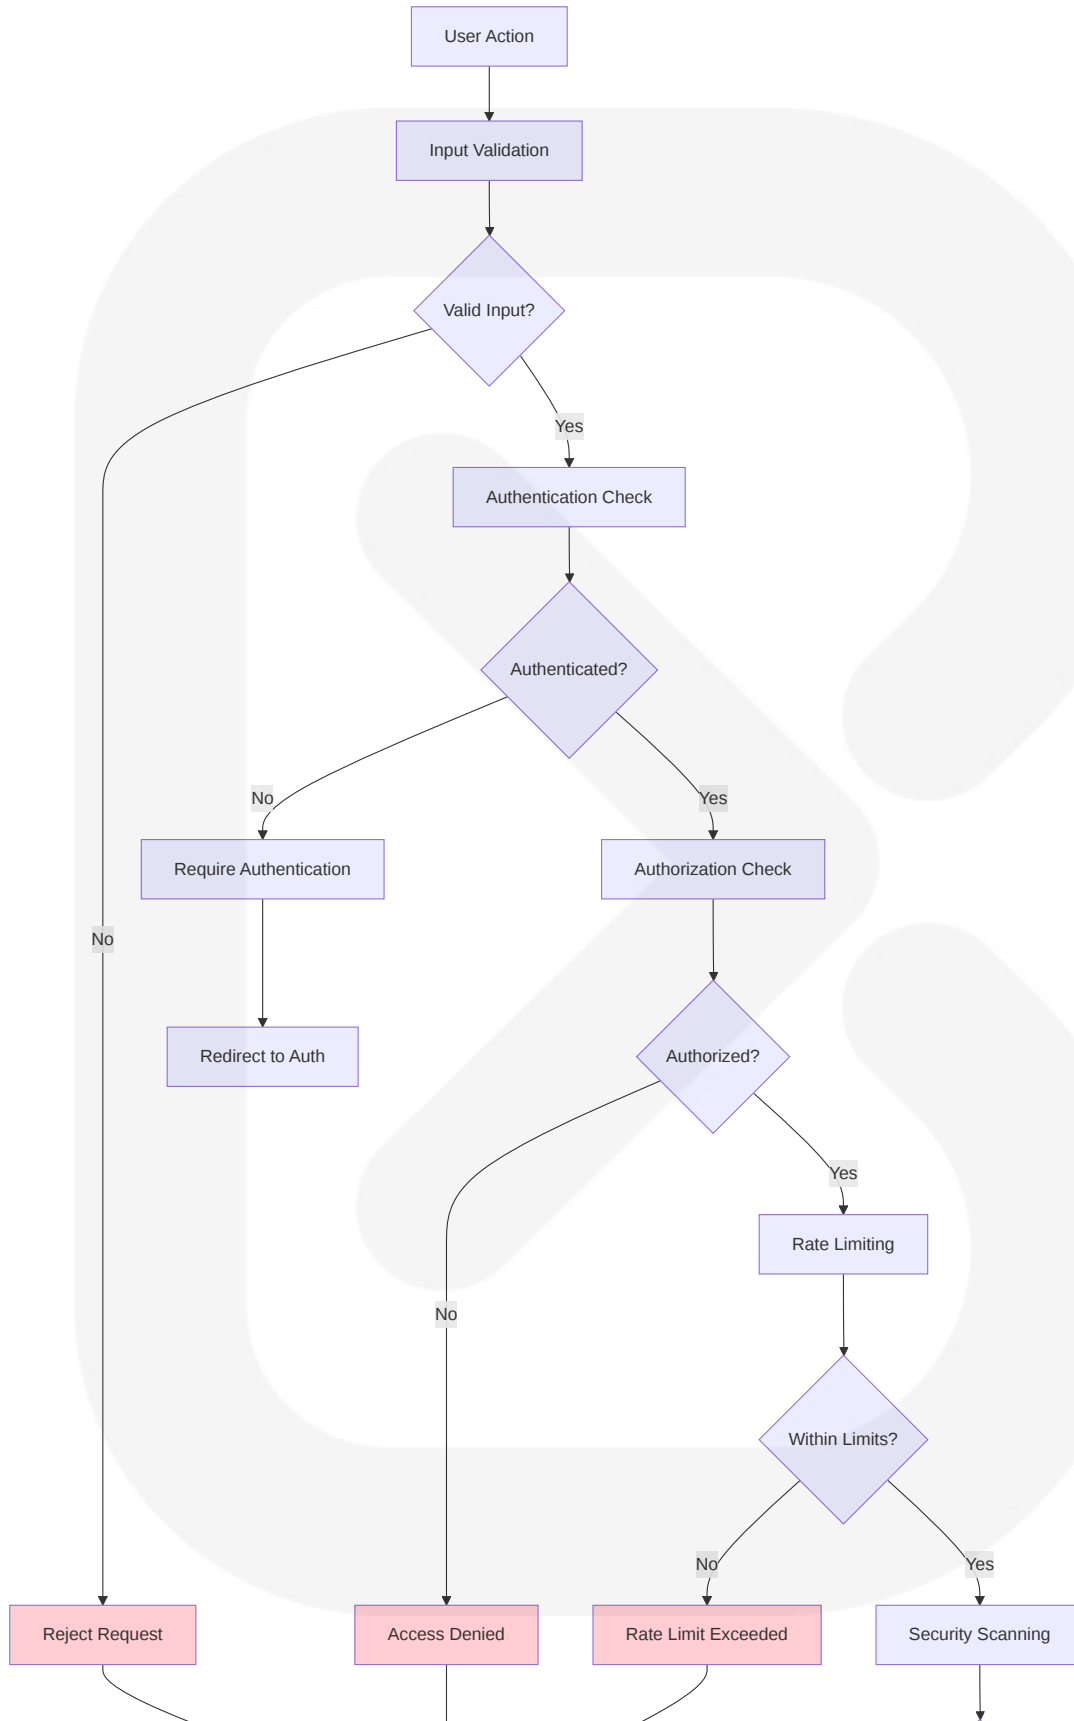 User Action
Input Validation
Valid Input?
Yes
Authentication Check
Authenticated?
No
Yes
Require Authentication
Authorization Check
No
Redirect to Auth
Authorized?
Yes
Rate Limiting
No
Within Limits?
No
Yes
Reject Request
Access Denied
Rate Limit Exceeded
Security Scanning